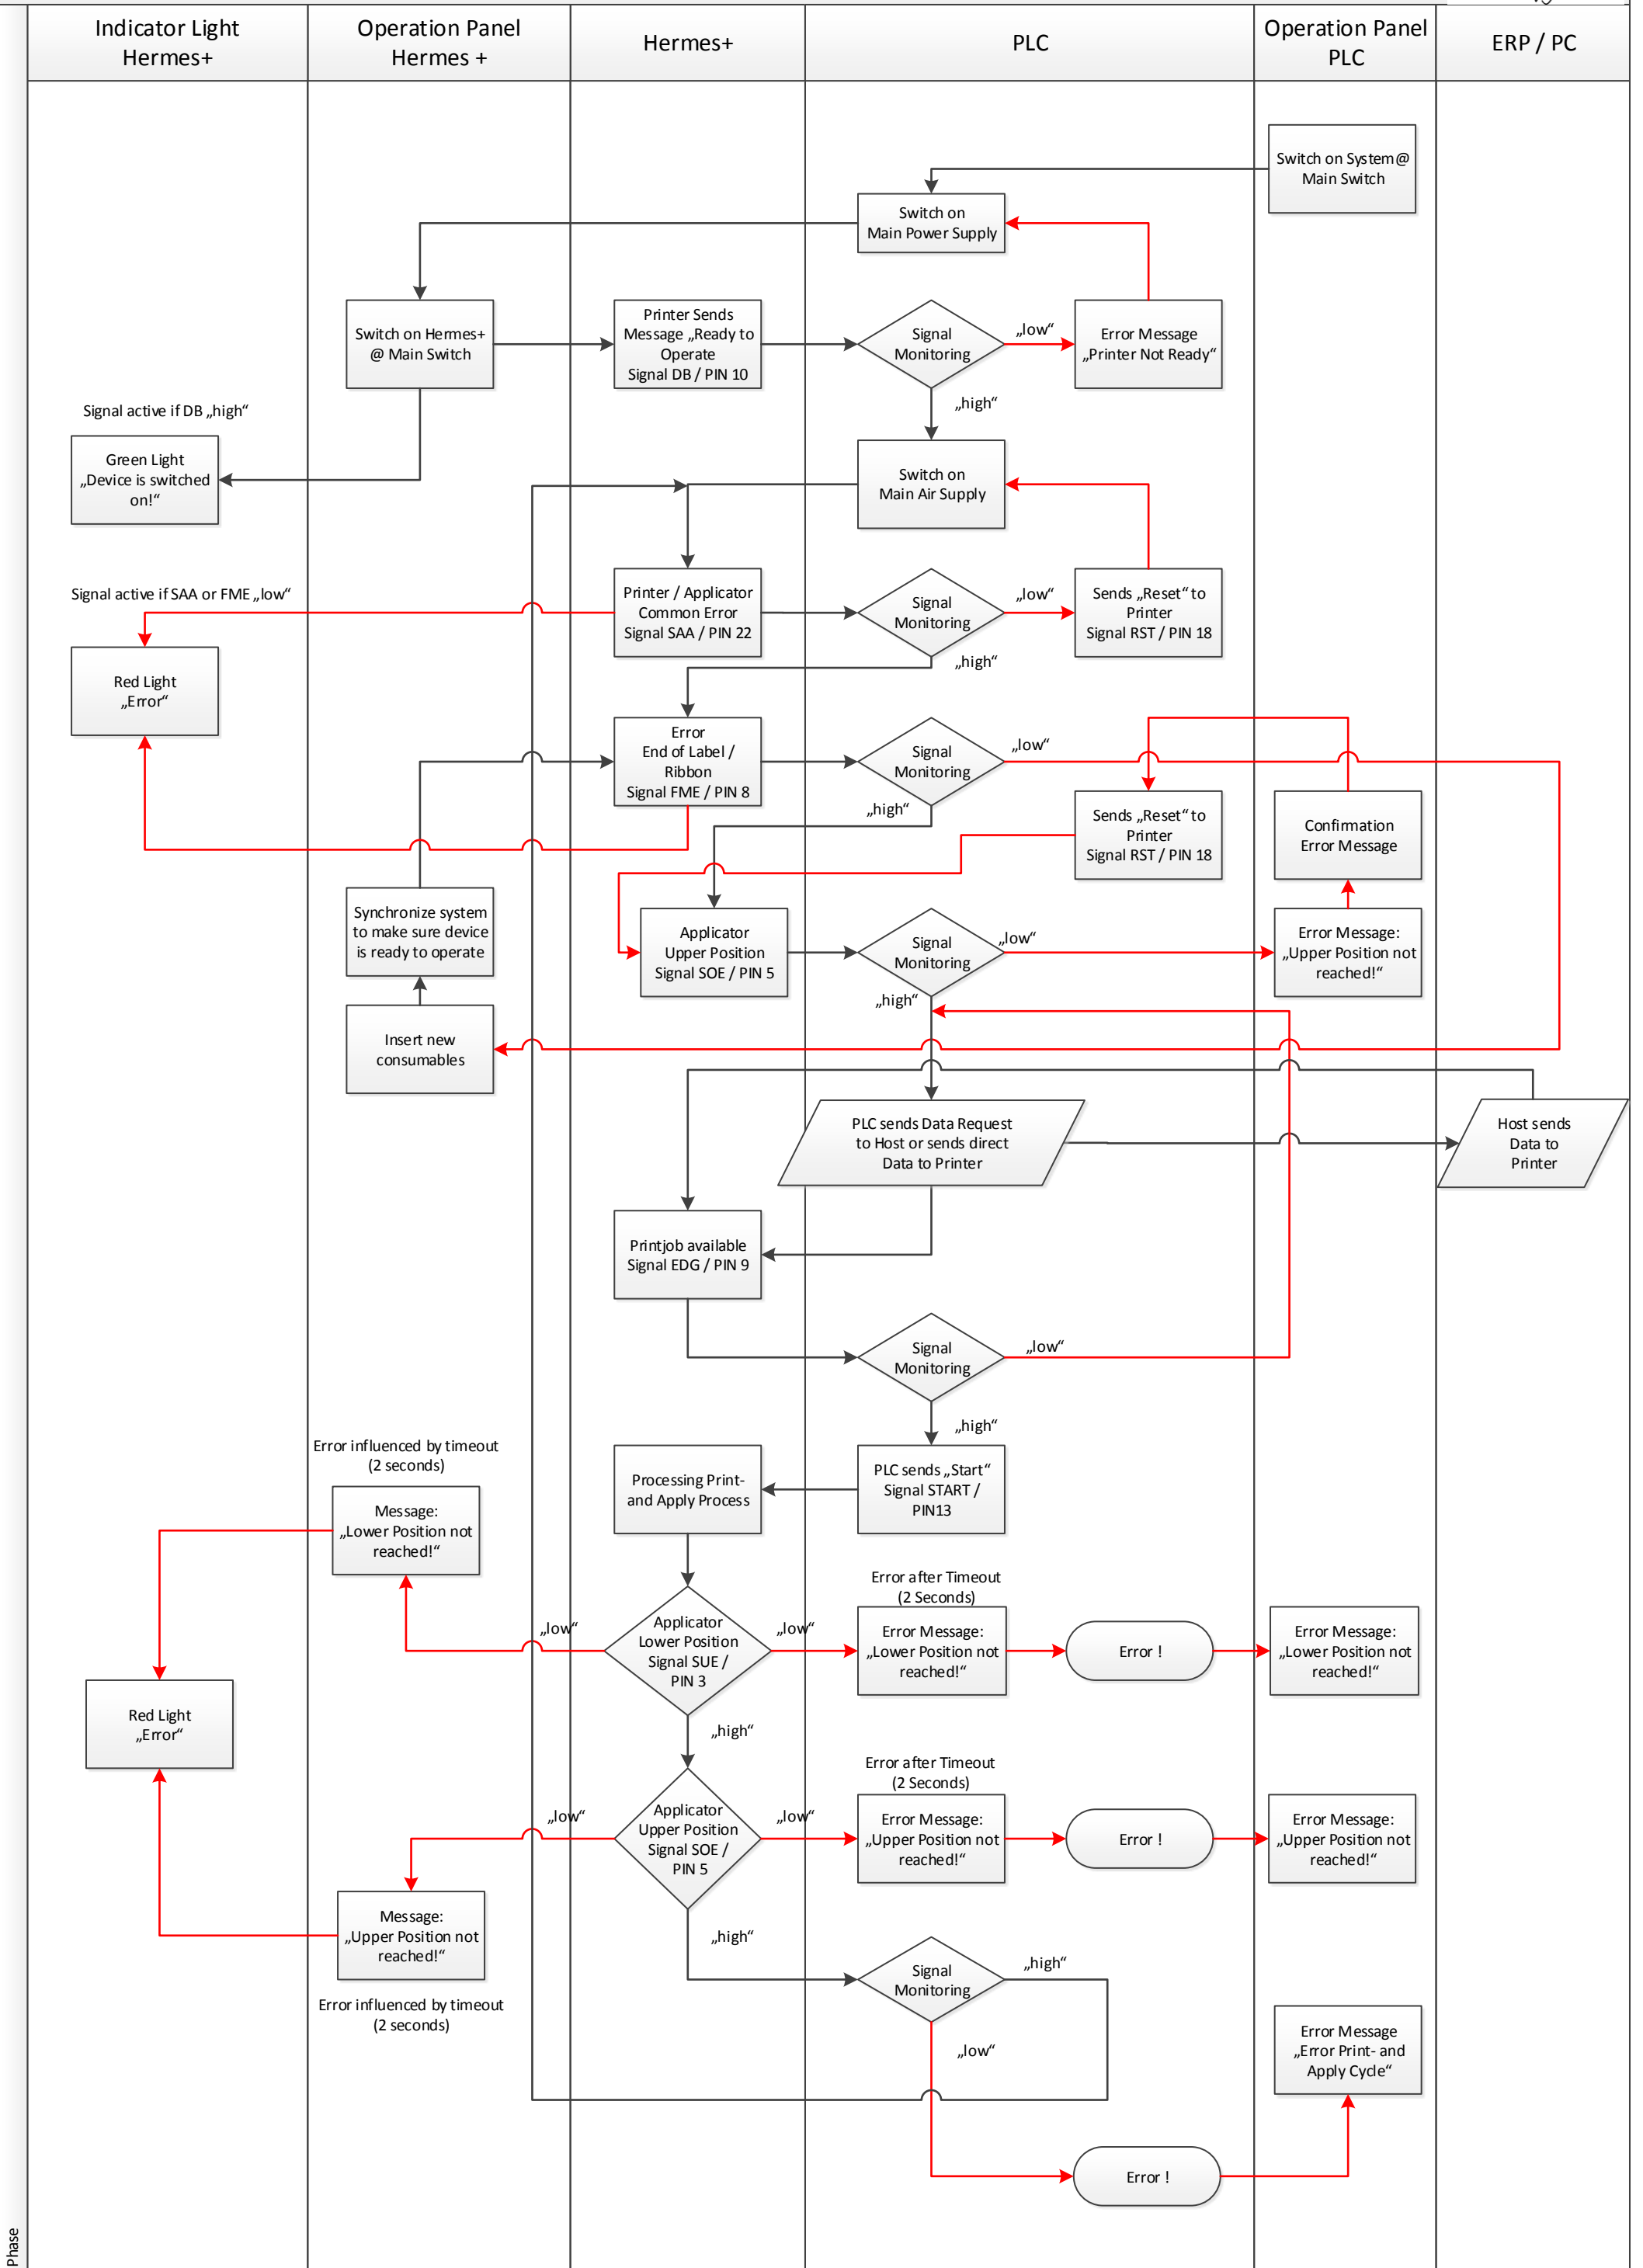 Indicator Light
Hermes+
Operation Panel
Hermes +
Hermes+
PLC
Operation Panel
PLC
ERP / PC
Switch on System@
Main Switch
Switch on
Main Power Supply
Switch on Hermes+
@ Main Switch
Printer Sends
Message „Ready to
Operate
Signal DB / PIN 10
Signal
Monitoring
„low“
Error Message
„Printer Not Ready“
„high“
Signal active if DB „high“
Green Light
„Device is switched
on!“
Switch on
Main Air Supply
Signal active if SAA or FME „low“
Printer / Applicator
Common Error
Signal SAA / PIN 22
Signal
Monitoring
„low“
Sends „Reset“ to
Printer
Signal RST / PIN 18
„high“
Red Light
„Error“
Error
End of Label /
Ribbon
Signal FME / PIN 8
Signal
Monitoring
„low“
„high“
Sends „Reset“ to
Printer
Signal RST / PIN 18
Confirmation
Error Message
Synchronize system
to make sure device
is ready to operate
Applicator
Upper Position
Signal SOE / PIN 5
Signal
Monitoring
„low“
Error Message:
„Upper Position not
reached!“
„high“
Insert new
consumables
PLC sends Data Request
to Host or sends direct
Data to Printer
Host sends
Data to
Printer
Printjob available
Signal EDG / PIN 9
Signal
Monitoring
„low“
„high“
Error influenced by timeout
(2 seconds)
Message:
„Lower Position not
reached!“
Processing Print-
and Apply Process
PLC sends „Start“
Signal START /
PIN13
Error after Timeout
(2 Seconds)
„low“
Applicator
Lower Position
Signal SUE /
PIN 3
„low“
Error Message:
„Lower Position not
reached!“
Error !
Error Message:
„Lower Position not
reached!“
Red Light
„Error“
„high“
Error after Timeout
(2 Seconds)
„low“
Applicator
Upper Position
Signal SOE /
PIN 5
„low“
Error Message:
„Upper Position not
reached!“
Error !
Error Message:
„Upper Position not
reached!“
Message:
„Upper Position not
reached!“
„high“
Signal
Monitoring
„high“
Error influenced by timeout
(2 seconds)
„low“
Error Message
„Error Print- and
Apply Cycle“
Error !
Phase